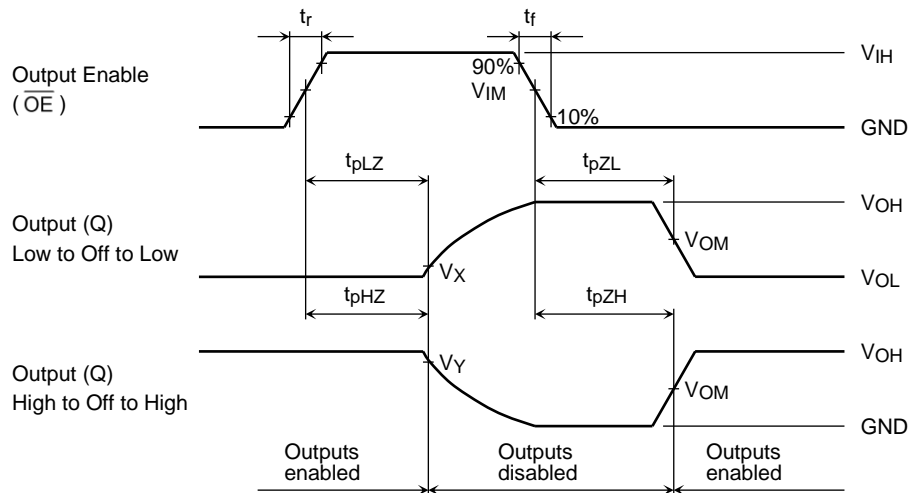 tr
tf
Output Enable
( OE )
90%
VIM
10%
VIH
GND
tpLZ
tpZL
Output (Q)
Low to Off to Low
VX
VOM
VOH
VOL
tpHZ
tpZH
Output (Q)
High to Off to High
VY
VOM
VOH
GND
Outputs
enabled
Outputs
disabled
Outputs
enabled